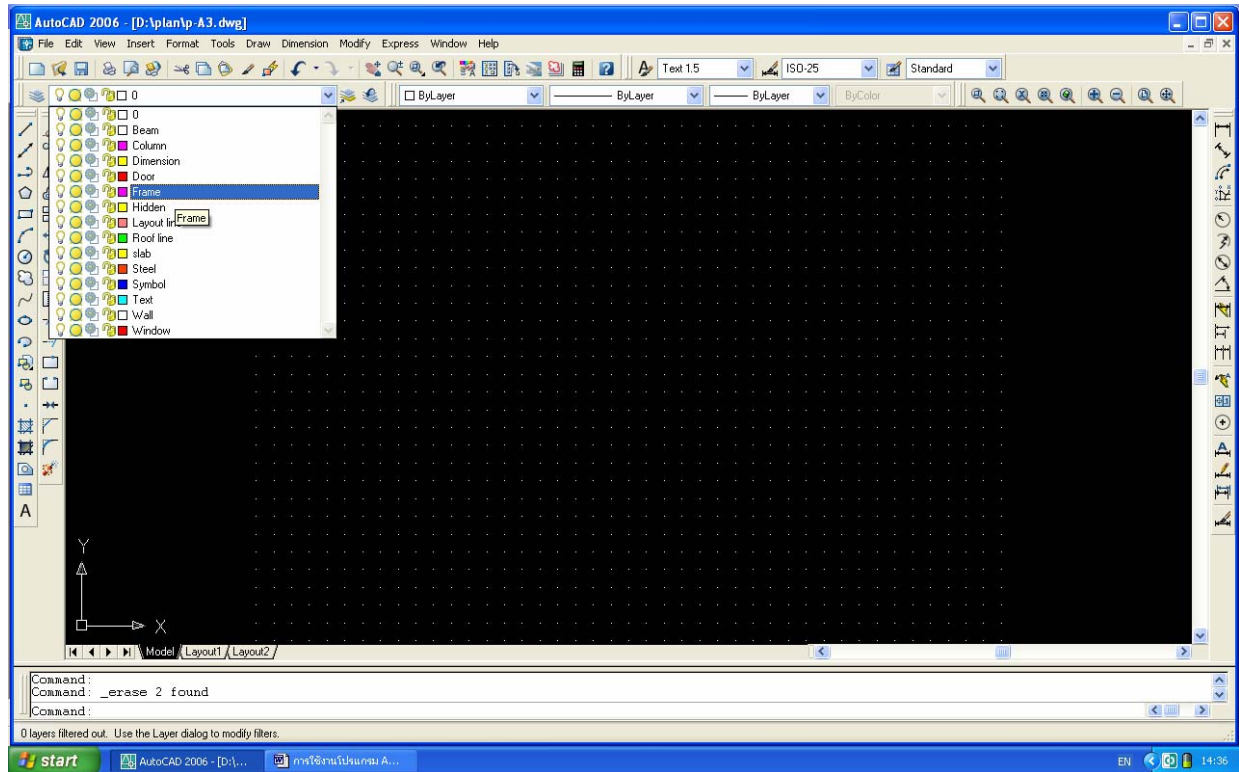 AutoCAD 2006 - [D:\plan\p-A3.dwg]
File Edit View Insert Format Tools Draw Dimension Modify Express Window Help
Text 1.5 ISO-25 Standard
0 ByLayer ByLayer ByLayer ByColor
0
Beam
Column
Dimension
Door
Frame
Hidden
Frame
Layout line
Roof line
slab
Steel
Symbol
Text
Wall
Window
A
Y
X
Model Layout1 Layout2
Command:
Command: _erase 2 found
Command:
0 layers filtered out. Use the Layer dialog to modify filters.
start AutoCAD 2006 - [D:\... การใช้งานโปรแกรม A... EN 14:36